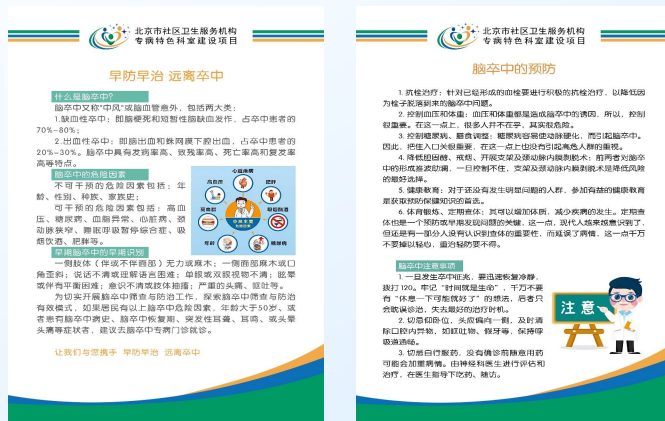 北京市社区卫生服务机构
专病特色科室建设项目
早防早治 远离卒中
什么是脑卒中？
脑卒中又称“中风”或脑血管意外，包括两大类：
1.缺血性卒中：即脑梗死和短暂性脑缺血发作，占卒中患者的
70%-80%；
2.出血性卒中：即脑出血和蛛网膜下腔出血，占卒中患者的
20%-30%。脑卒中具有发病率高、致残率高、死亡率高和复发率
高等特点。
脑卒中的危险因素
不可干预的危险因素包括：年
龄、性别、种族、家族史；
可干预的危险因素包括：高血
压、糖尿病、血脂异常、心脏病、颈
动脉狭窄、睡眠呼吸暂停综合症、吸
烟饮酒、肥胖等。
心脏疾病
高血脂
肥胖
高血压
吸烟酗酒
年龄
糖尿病
早期脑卒中的早期识别
一侧肢体（伴或不伴面部）无力或麻木；一侧面部麻木或口
角歪斜；说话不清或理解语言困难；单眼或双眼视物不清；眩晕
或伴有平衡困难；意识不清或肢体抽搐；严重的头痛、呕吐等。
为切实开展脑卒中筛查与防治工作，探索脑卒中筛查与防治
有效模式，如果居民有以上脑卒中危险因素，年龄大于50岁，或
者患有脑卒中病史、脑卒中恢复期、突发性耳聋、耳鸣、或头晕
头痛等症状者，建议去脑卒中专病门诊就诊。
让我们与您携手 早防早治 远离卒中
北京市社区卫生服务机构
专病特色科室建设项目
脑卒中的预防
1.抗栓治疗：针对已经形成的血栓要进行积极的抗栓治疗，以降低因
为栓子脱落到来的脑卒中问题。
2.控制血压和体重：血压和体重都是造成脑卒中的诱因，所以，控制
很重要。在这一点上，很多人并不在乎，其实很危险。
3.控制糖尿病、膳食调整：糖尿病容易使动脉硬化，而引起脑卒中。
因此，把住入口关很重要，在这一点上也没有引起高危人群的重视。
4.降低胆固醇、戒烟、开展支架及颈动脉内膜剥脱术：前两者对脑卒
中的形成推波助澜，一旦控制不住，支架及颈动脉内膜剥脱术是降低风险
的最好选择。
5.健康教育：对于还没有发生明显问题的人群，参加有益的健康教育
是获取预防保健知识的首选。
6.体育锻炼、定期查体：其可以增加体质，减少疾病的发生。定期查
体也是一个预防或早期发现问题的关键，这一点，现代人越来越意识到了，
但还是有一部分人没有认识到查体的重要性，而延误了病情，这一点千万
不要掉以轻心，重治轻防要不得。
脑卒中注意事项
1.一旦发生卒中征兆，要迅速恢复冷静，
拨打120。牢记“时间就是生命”，千万不要
有“休息一下可能就好了”的想法，后者只
会耽误诊治，失去最好的治疗时机。
2.切忌仰卧位，头应偏向一侧，及时清
除口腔内异物，如呕吐物、假牙等，保持呼
吸道通畅。
3.切忌自行服药，没有确诊前随意用药
可能会加重病情。由神经科医生进行评估和
治疗，在医生指导下吃药、随访。
注意